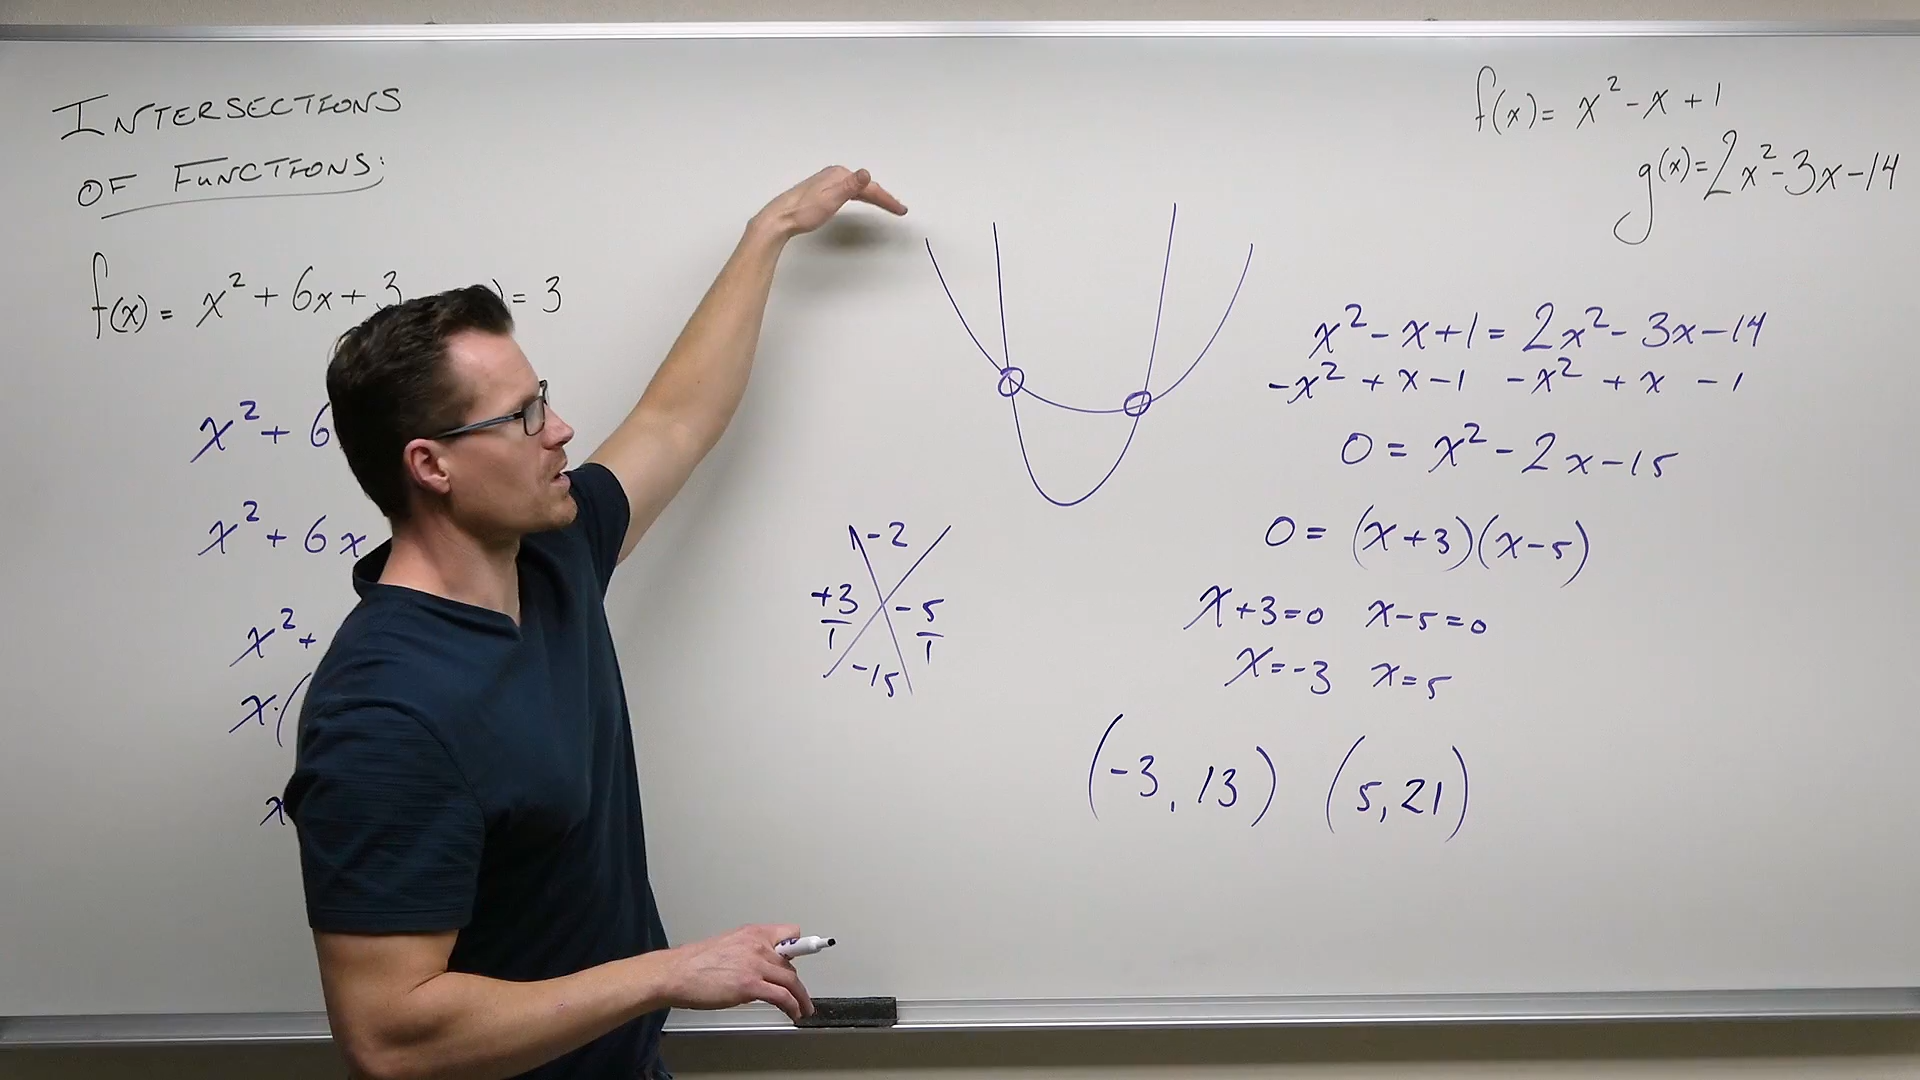 INTERSECTIONS
OF FUNCTIONS:
f(x) = x² + 6x + 3 ) = 3
x² + 6
x² + 6x
x² +
x·(
x
-2
+3/1 -5/1
-15
f(x) = x² - x + 1
g(x) = 2x² - 3x - 14
x² - x + 1 = 2x² - 3x - 14
-x² + x - 1 -x² + x - 1
0 = x² - 2x - 15
0 = (x+3)(x-5)
x+3=0 x-5=0
x=-3 x=5
(-3, 13) (5, 21)